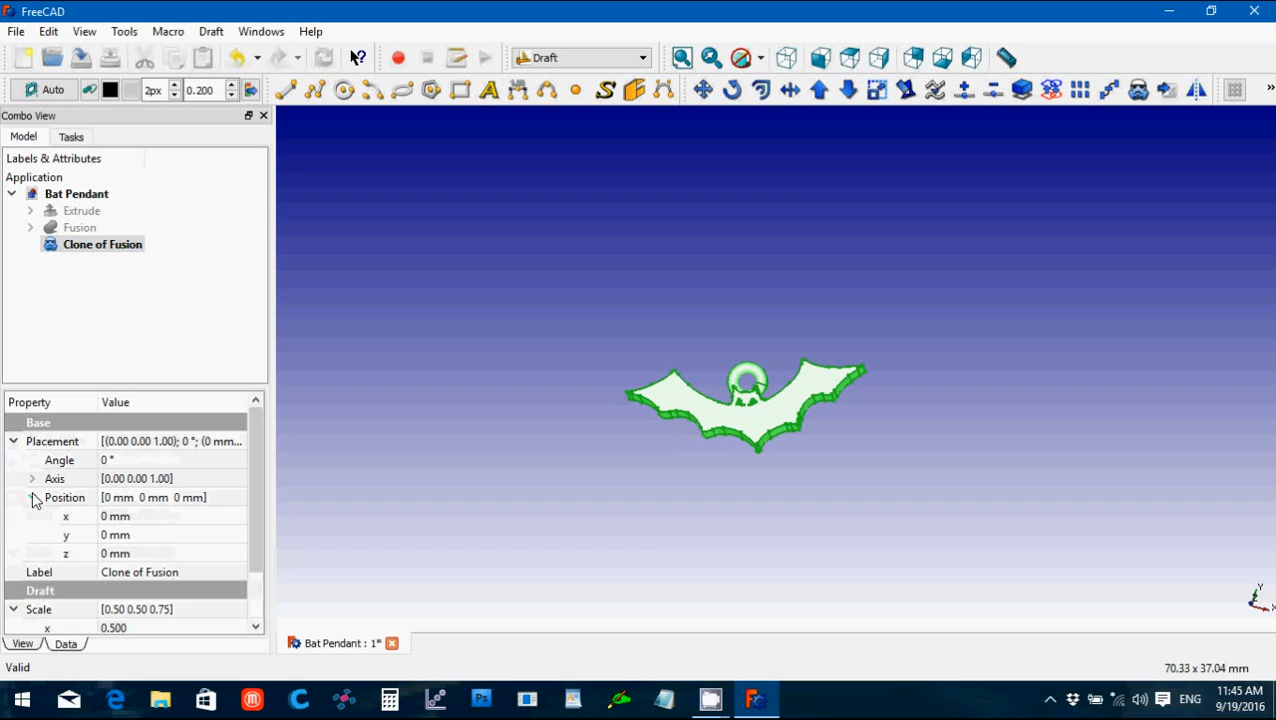 FreeCAD
File Edit View Tools Macro Draft Windows Help
Draft
Auto 2px 0.200
Combo View
Model Tasks
Labels & Attributes
Application
Bat Pendant
Extrude
Fusion
Clone of Fusion
Property Value
Base
Placement [(0.00 0.00 1.00); 0 °; (0 mm...
Angle 0 °
Axis [0.00 0.00 1.00]
Position [0 mm 0 mm 0 mm]
x 0 mm
y 0 mm
z 0 mm
Label Clone of Fusion
Draft
Scale [0.50 0.50 0.75]
x 0.500
View Data
Bat Pendant : 1*
Valid
70.33 x 37.04 mm
ENG
11:45 AM
9/19/2016